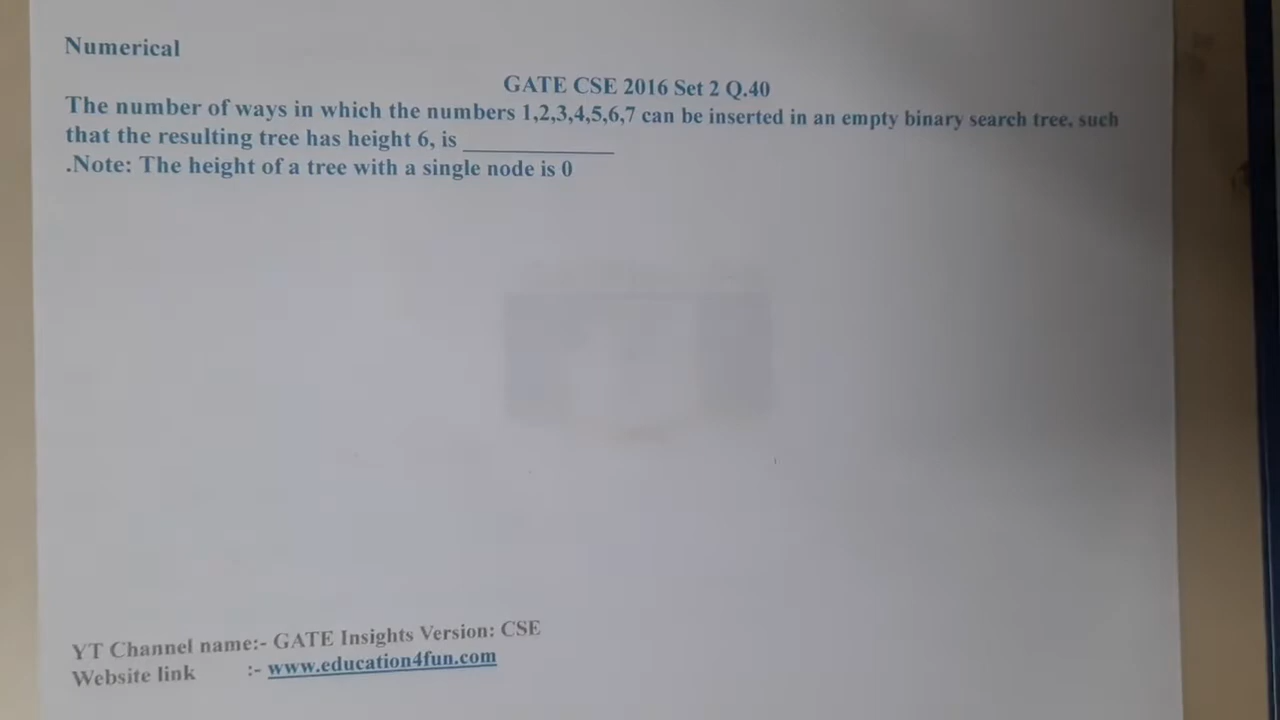 Numerical
GATE CSE 2016 Set 2 Q.40
The number of ways in which the numbers 1,2,3,4,5,6,7 can be inserted in an empty binary search tree, such
that the resulting tree has height 6, is ______________
.Note: The height of a tree with a single node is 0
YT Channel name:- GATE Insights Version: CSE
Website link :- www.education4fun.com